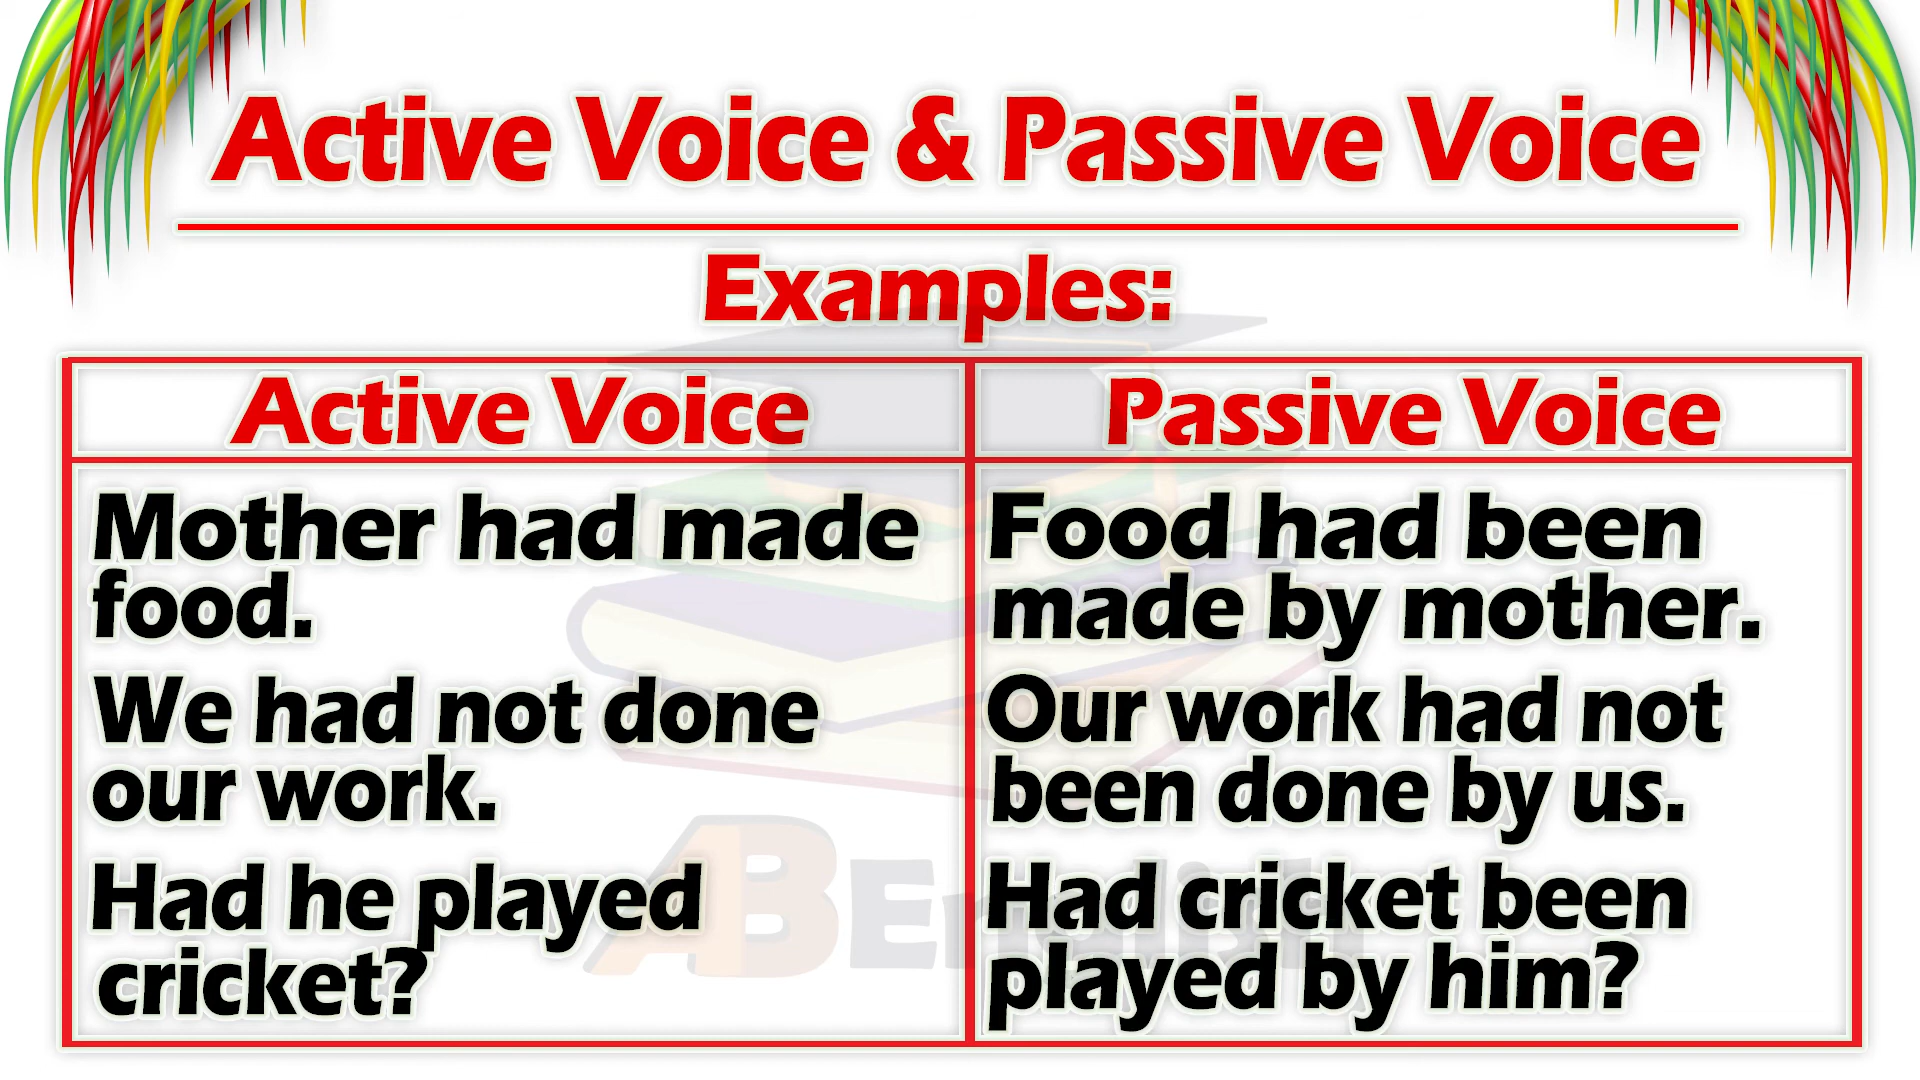 Active Voice & Passive Voice
Examples:
Active Voice
Passive Voice
Mother had made
food.
Food had been
made by mother.
We had not done
our work.
Our work had not
been done by us.
Had he played
cricket?
Had cricket been
played by him?
AB English